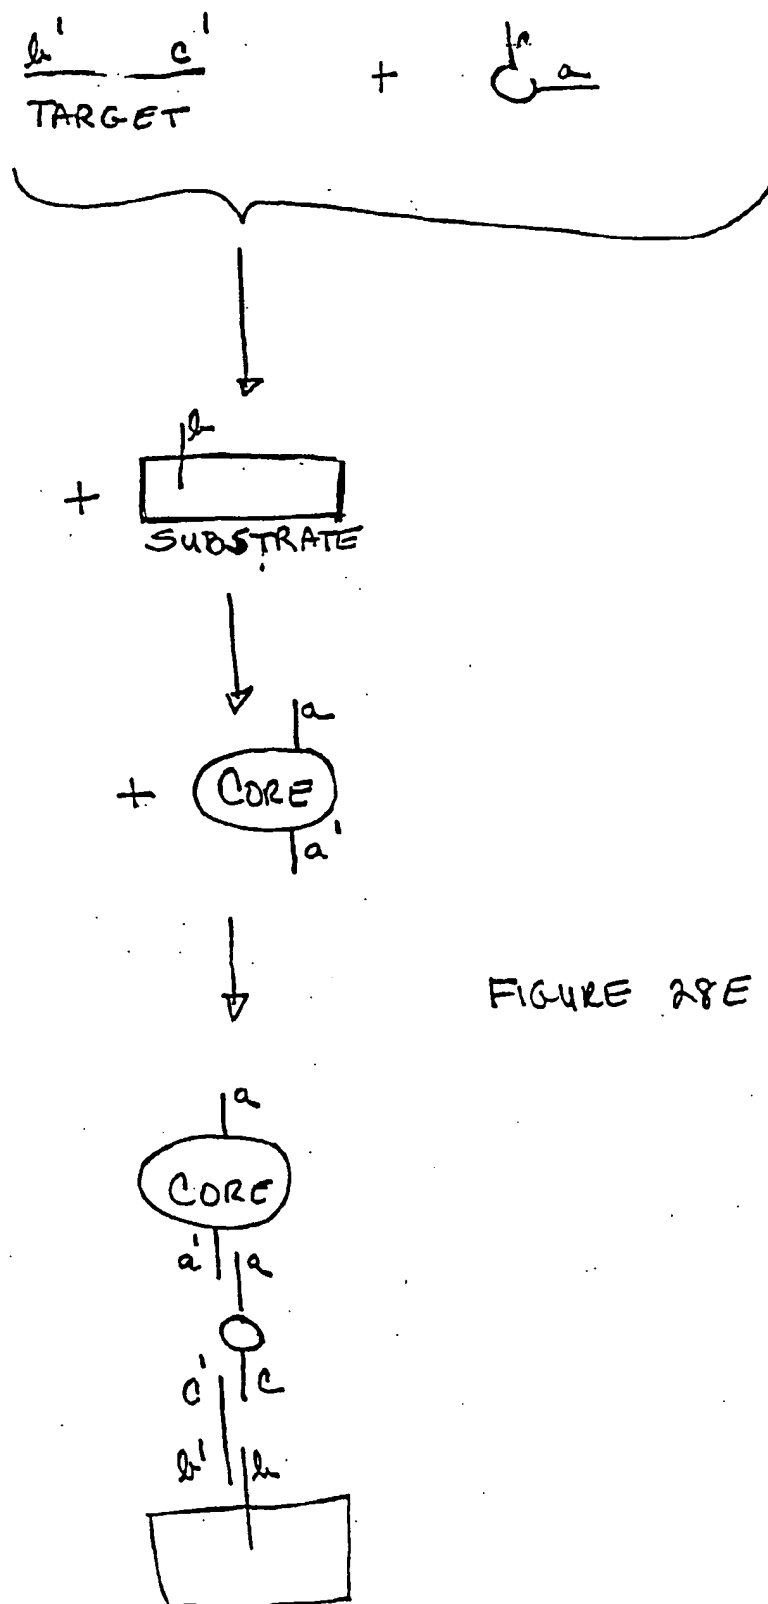 b' c' + c
a
TARGET
b
+
SUBSTRATE
a
+ CORE
a'
FIGURE 28E
a
CORE
a' a
c' c
b' b